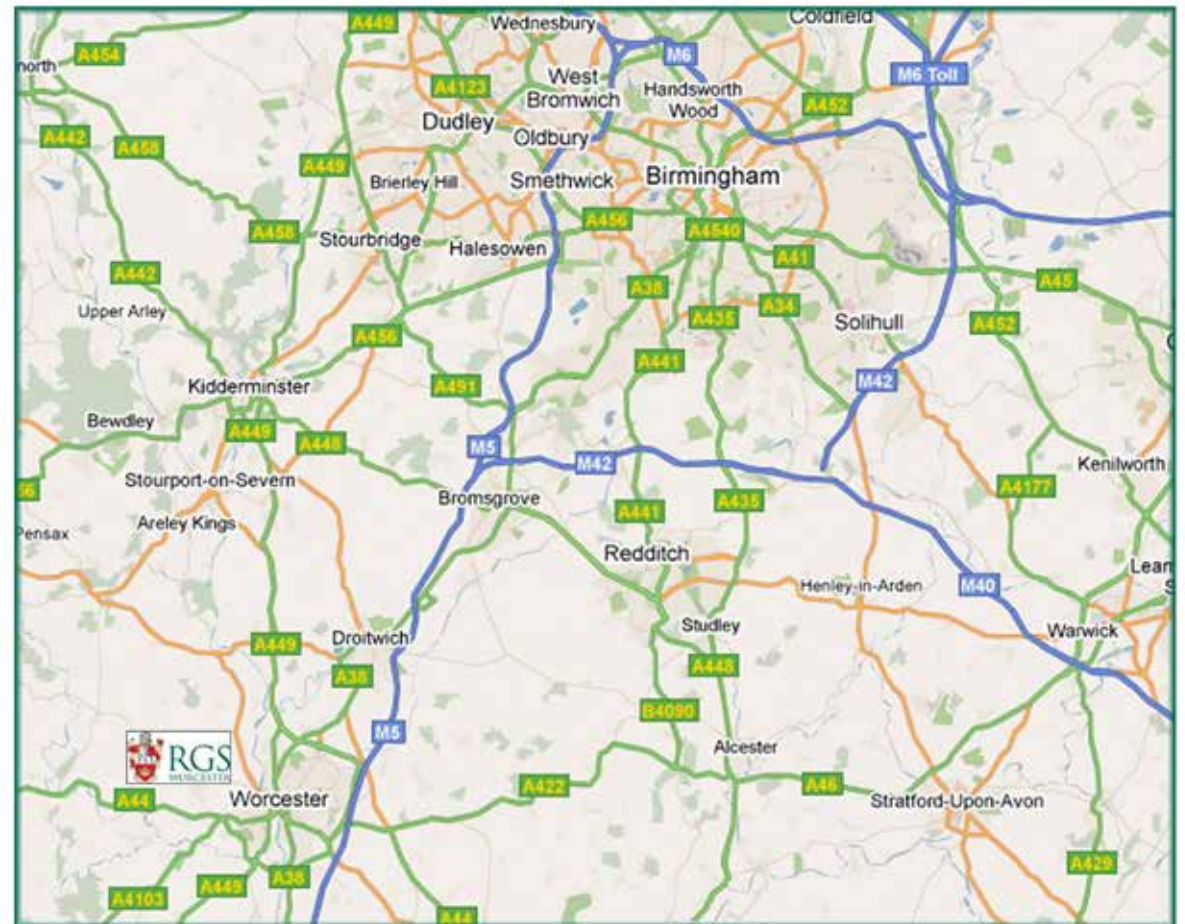 A449
Wednesbury
Coldfield
A454
north
M6
M6 Toll
West
Bromwich
Handsworth
Wood
A4123
A452
Dudley
Oldbury
A442
A458
A449
Brierley Hill
Smethwick
Birmingham
A458
Stourbridge
Halesowen
A456
A4540
A41
A442
A38
A45
Upper Arley
A435
A34
Solihull
A452
A456
A441
Kidderminster
A491
M42
Bewdley
A449
A448
M5
M42
Kenilworth
Stourport-on-Severn
A4177
Bromsgrove
A435
Areley Kings
A441
Pensax
Redditch
Henley-in-Arden
M40
Lean
Studley
Warwick
Droitwich
A449
A448
A38
B4090
M5
RGS
WORCESTER
Alcester
A44
Worcester
A422
A46
Stratford-Upon-Avon
A4103
A449
A38
A429
A44